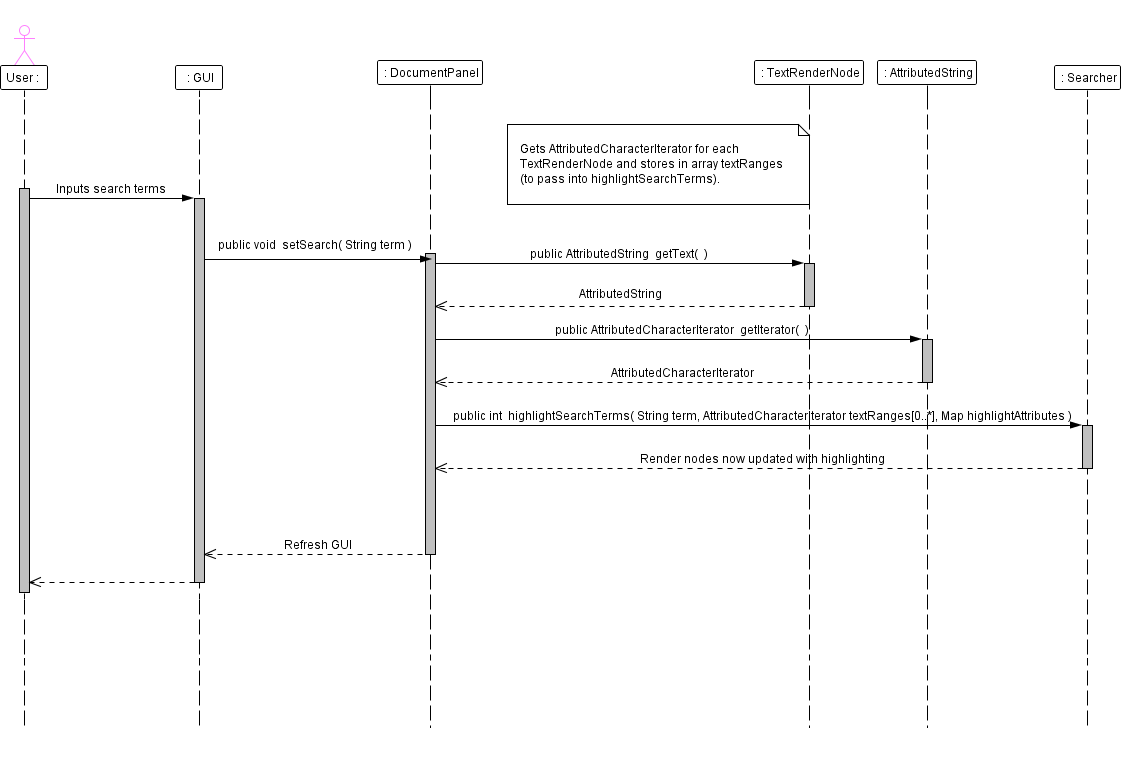 User :
: GUI
: DocumentPanel
: TextRenderNode
: AttributedString
: Searcher
Gets AttributedCharacterIterator for each
TextRenderNode and stores in array textRanges
(to pass into highlightSearchTerms).
Inputs search terms
public void  setSearch( String term )
public AttributedString  getText(  )
AttributedString
public AttributedCharacterIterator  getIterator(  )
AttributedCharacterIterator
public int  highlightSearchTerms( String term, AttributedCharacterIterator textRanges[0..*], Map highlightAttributes )
Render nodes now updated with highlighting
Refresh GUI